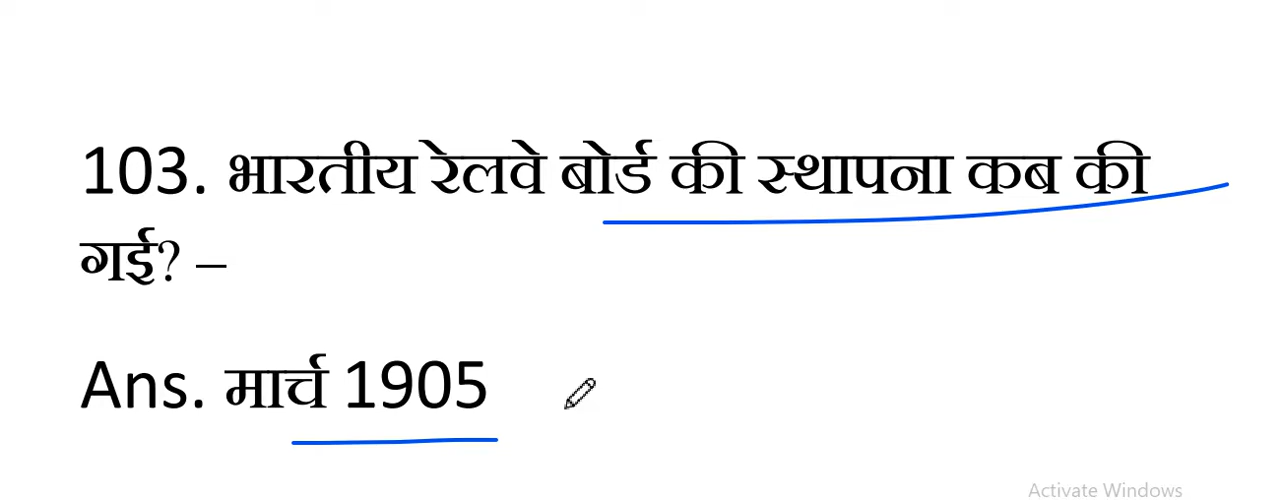 103. भारतीय रेलवे बोर्ड की स्थापना कब की
गई? –
Ans. मार्च 1905
Activate Windows